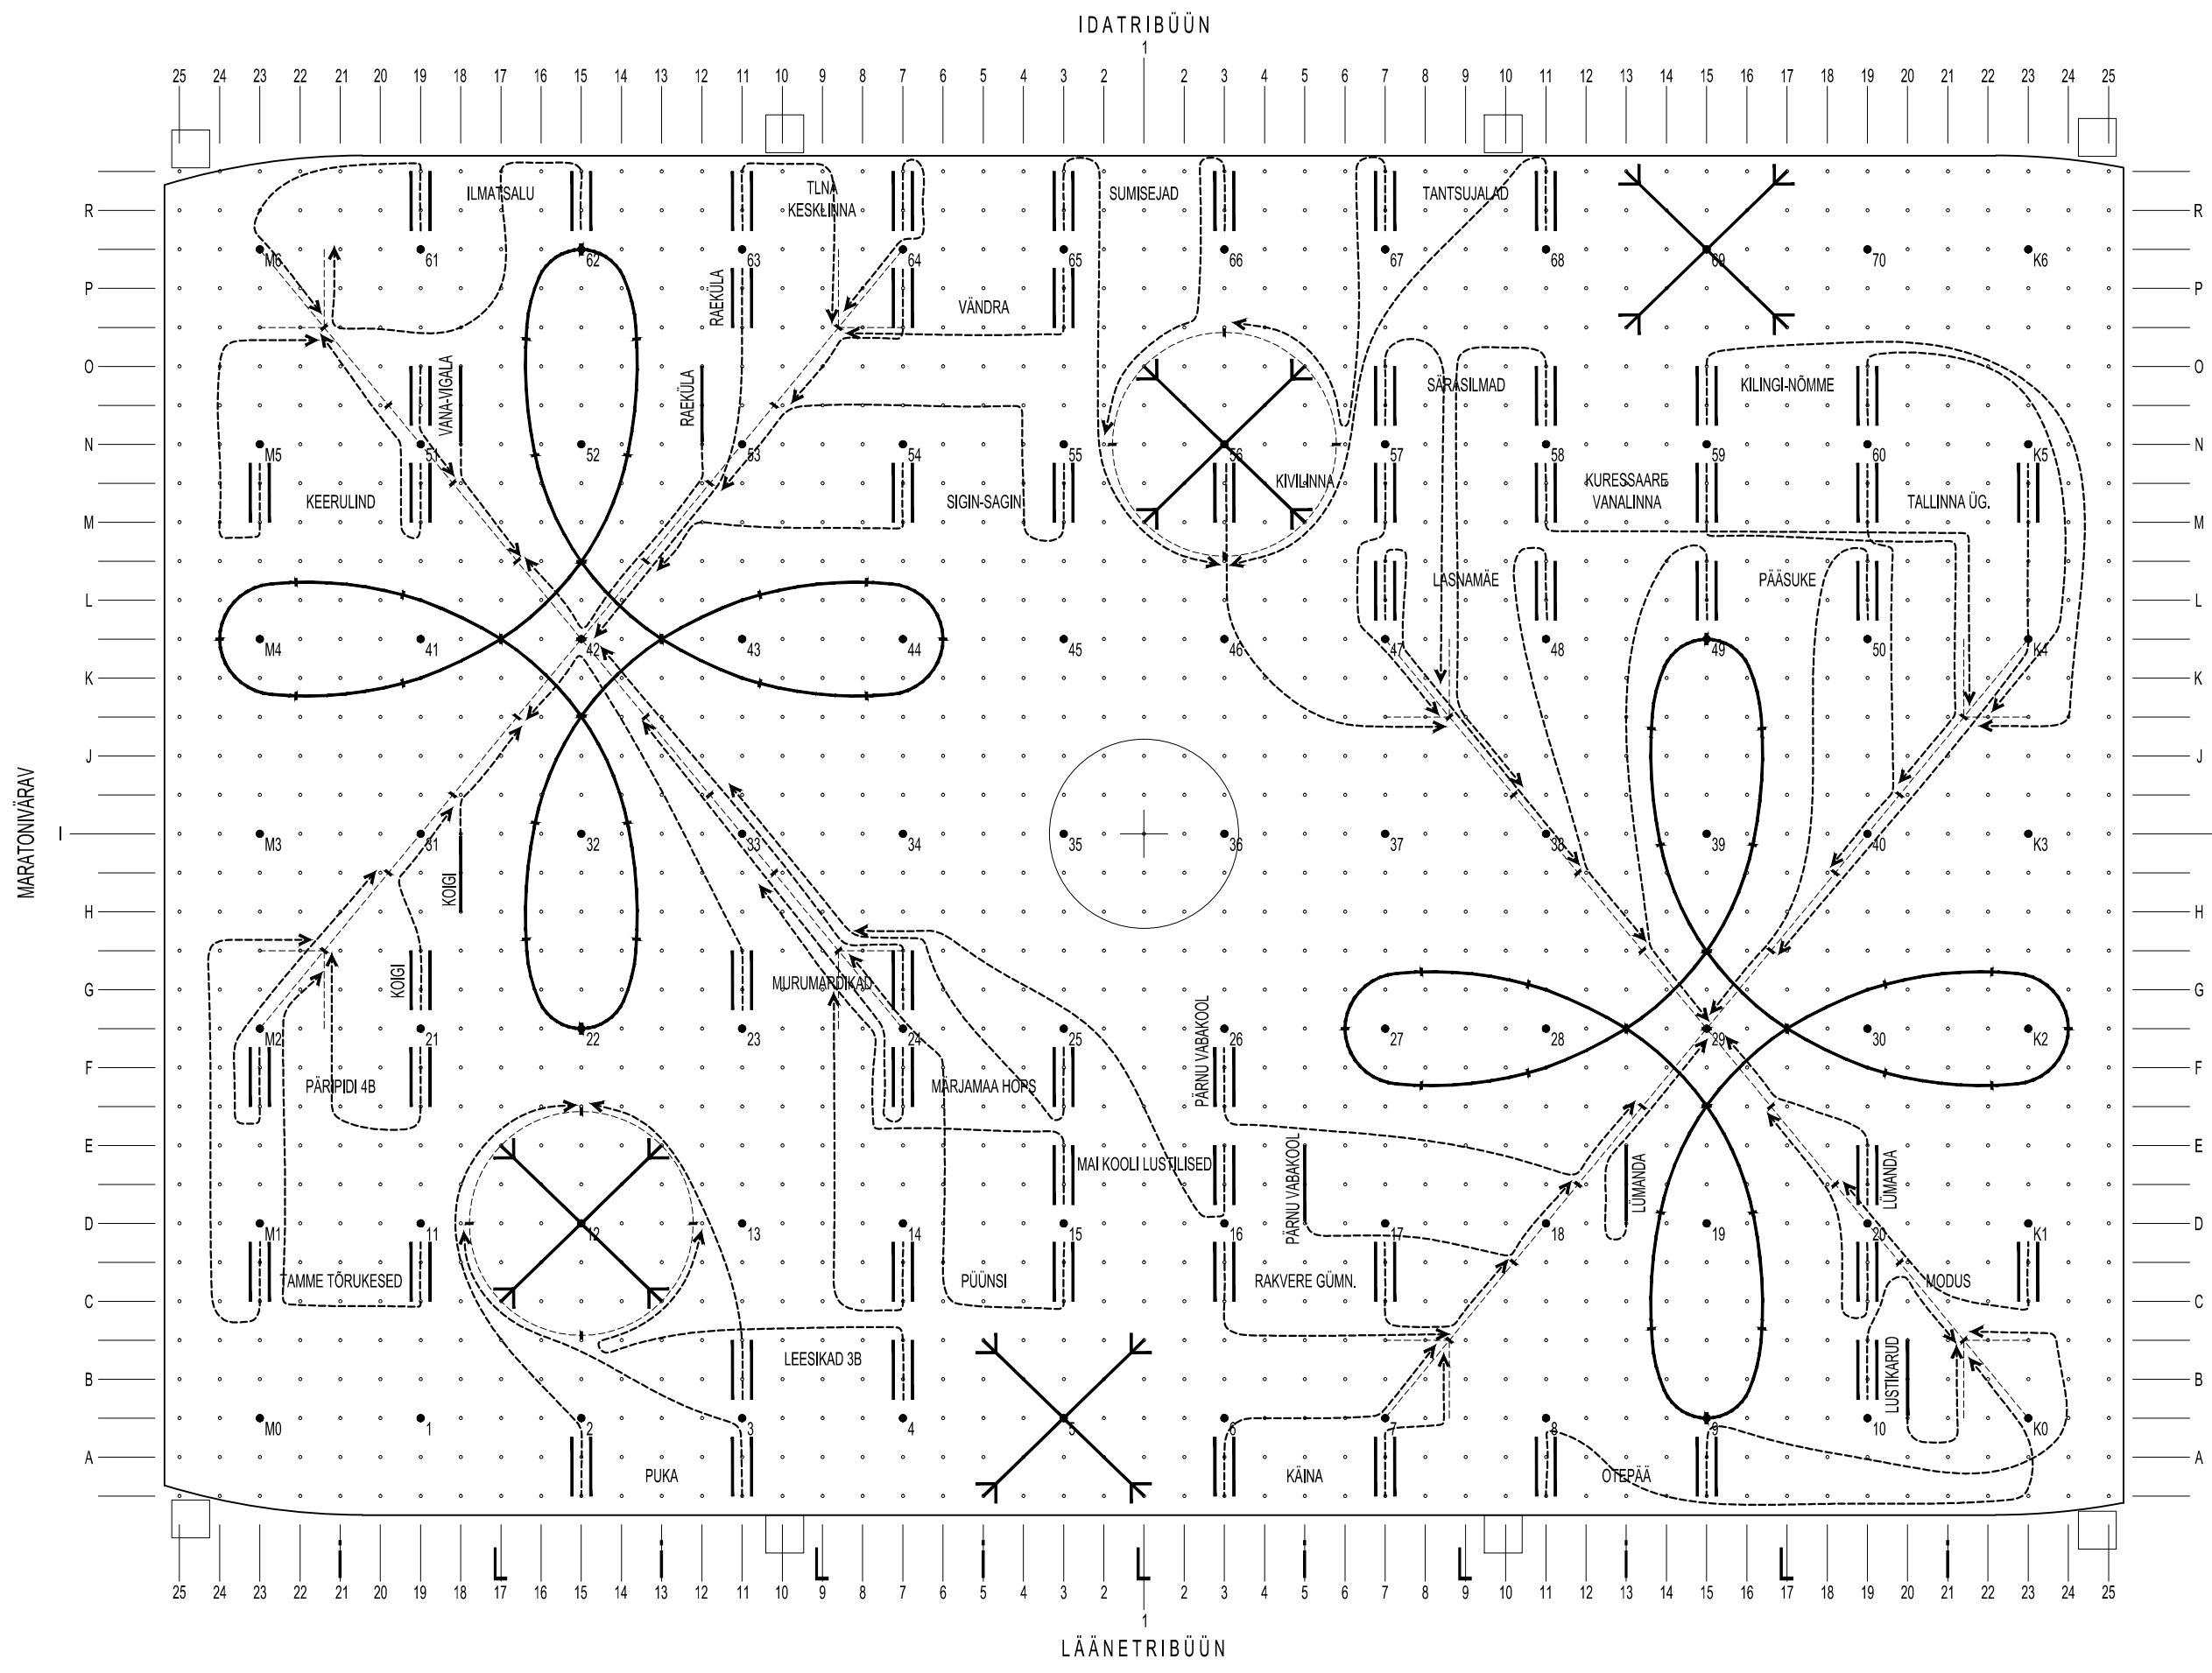 IDATRIBÜÜN
1
25 24 23 22 21 20 19 18 17 16 15 14 13 12 11 10 9 8 7 6 5 4 3 2 2 3 4 5 6 7 8 9 10 11 12 13 14 15 16 17 18 19 20 21 22 23 24 25
ILMATSALU
TLNA
KESKLINNA
SUMISEJAD
TANTSUJALAD
R R
M6 61 62 63 64 65 66 67 68 69 70 K6
P P
RAEKÜLA
VÄNDRA
O O
VANA-VIGALA
RAEKÜLA
SÄRASILMAD
KILINGI-NÕMME
N N
M5 51 52 53 54 55 56 57 58 59 60 K5
KEERULIND
SIGIN-SAGIN
KIVILINNA
KURESSAARE
VANALINNA
TALLINNA ÜG.
M M
LASNAMÄE
PÄÄSUKE
L L
M4 41 42 43 44 45 46 47 48 49 50 K4
K K
J J
MARATONIVÄRAV
I
M3 31 32 33 34 35 36 37 38 39 40 K3
KOIGI
H H
KOIGI
MURUMARDIKAD
G G
PÄRNU VABAKOOL
M2 21 22 23 24 25 26 27 28 29 30 K2
F F
PÄRIPIDI 4B
MÄRJAMAA HÕPS
E E
MAI KOOLI LUSTILISED
PÄRNU VABAKOOL
LÜMANDA
LÜMANDA
D D
M1 11 12 13 14 15 16 17 18 19 20 K1
TAMME TÕRUKESED
PÜÜNSI
RAKVERE GÜMN.
MODUS
C C
LEESIKAD 3B
LUSTIKARUD
B B
M0 1 2 3 4 5 6 7 8 9 10 K0
A A
PUKA
KÄINA
OTEPÄÄ
25 24 23 22 21 20 19 18 17 16 15 14 13 12 11 10 9 8 7 6 5 4 3 2 2 3 4 5 6 7 8 9 10 11 12 13 14 15 16 17 18 19 20 21 22 23 24 25
1
LÄÄNETRIBÜÜN